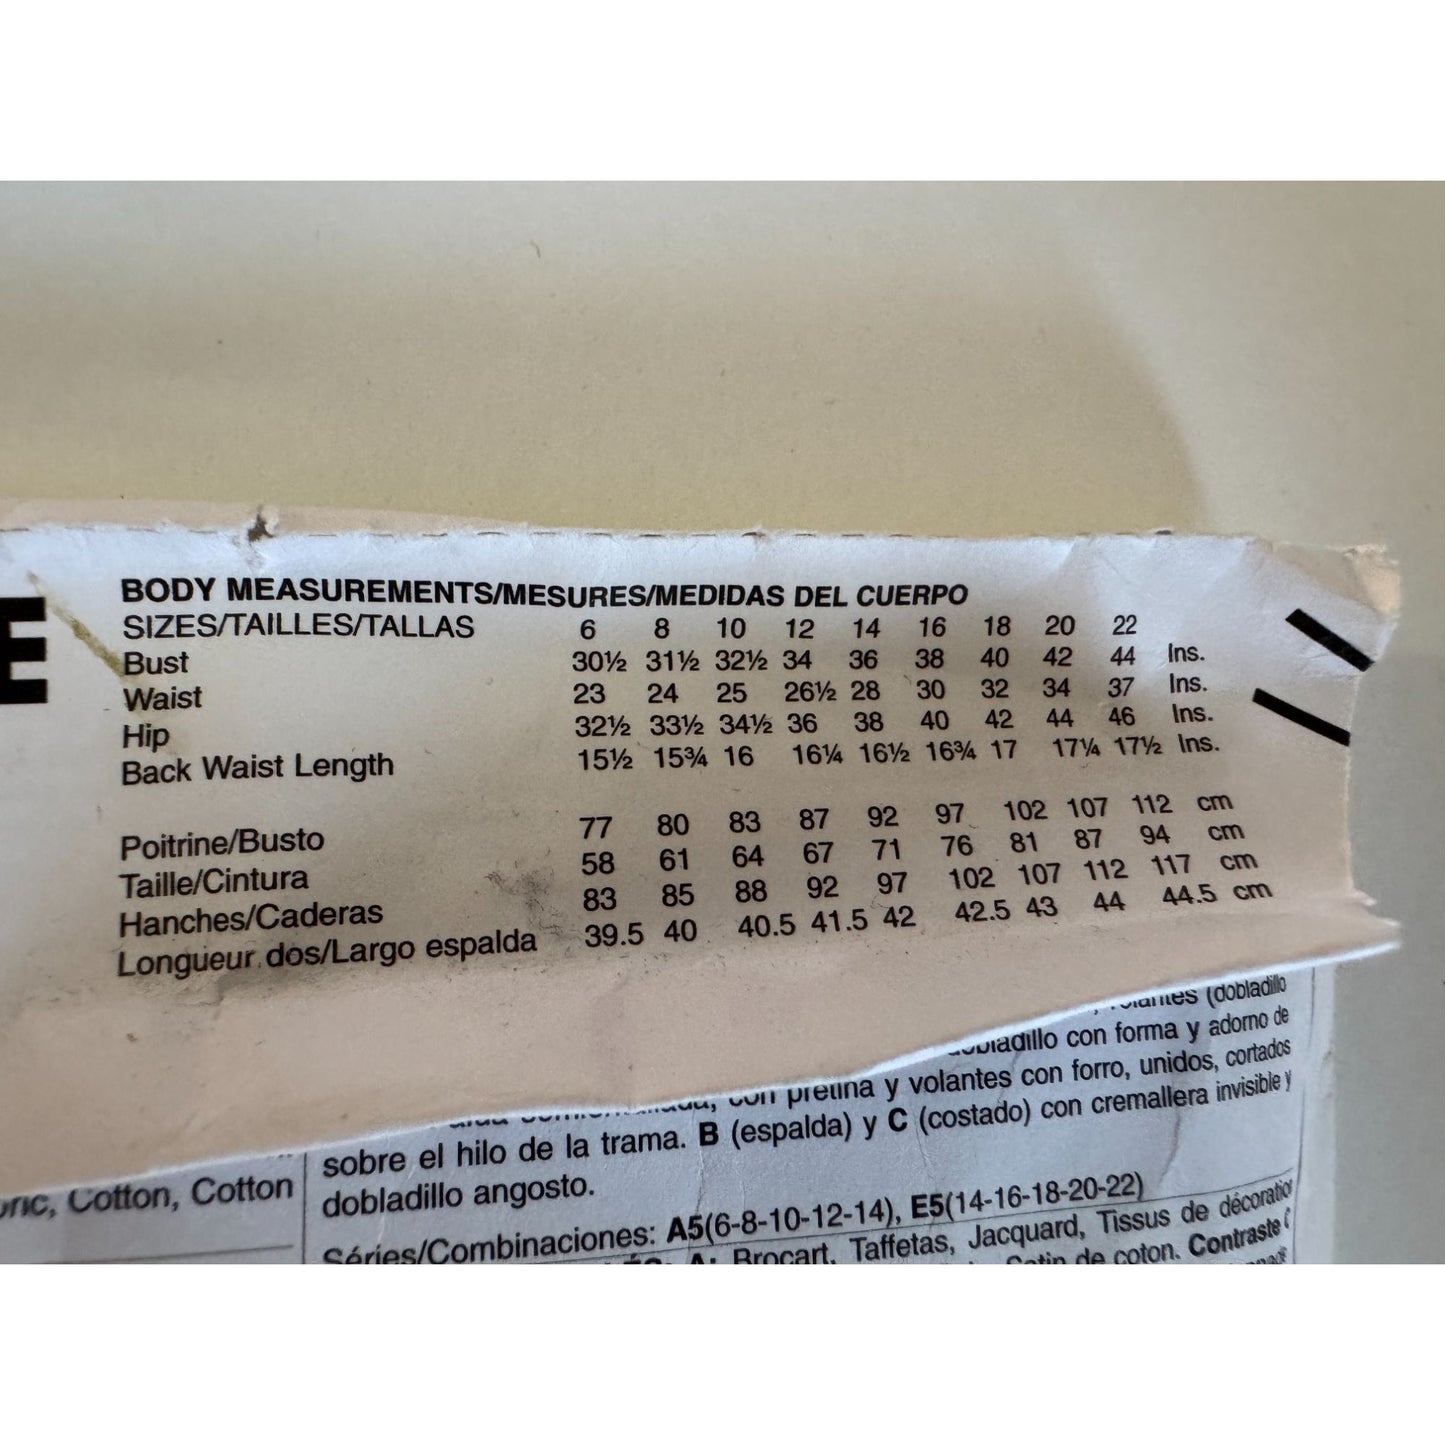 E
BODY MEASUREMENTS/MESURES/MEDIDAS DEL CUERPO
SIZES/TAILLES/TALLAS 6 8 10 12 14 16 18 20 22
Bust 30½ 31½ 32½ 34 36 38 40 42 44 Ins.
Waist 23 24 25 26½ 28 30 32 34 37 Ins.
Hip 32½ 33½ 34½ 36 38 40 42 44 46 Ins.
Back Waist Length 15½ 15¾ 16 16¼ 16½ 16¾ 17 17¼ 17½ Ins.
Poitrine/Busto 77 80 83 87 92 97 102 107 112 cm
Taille/Cintura 58 61 64 67 71 76 81 87 94 cm
Hanches/Caderas 83 85 88 92 97 102 107 112 117 cm
Longueur dos/Largo espalda 39.5 40 40.5 41.5 42 42.5 43 44 44.5 cm
(dobladillo
con forma y adorno de
con pretina y volantes con forro, unidos, cortados
sobre el hilo de la trama. B (espalda) y C (costado) con cremallera invisible y
dobladillo angosto.
Cotton, Cotton
Séries/Combinaciones: A5(6-8-10-12-14), E5(14-16-18-20-22)
A: Brocart, Taffetas, Jacquard, Tissus de
Satin de coton. Contraste